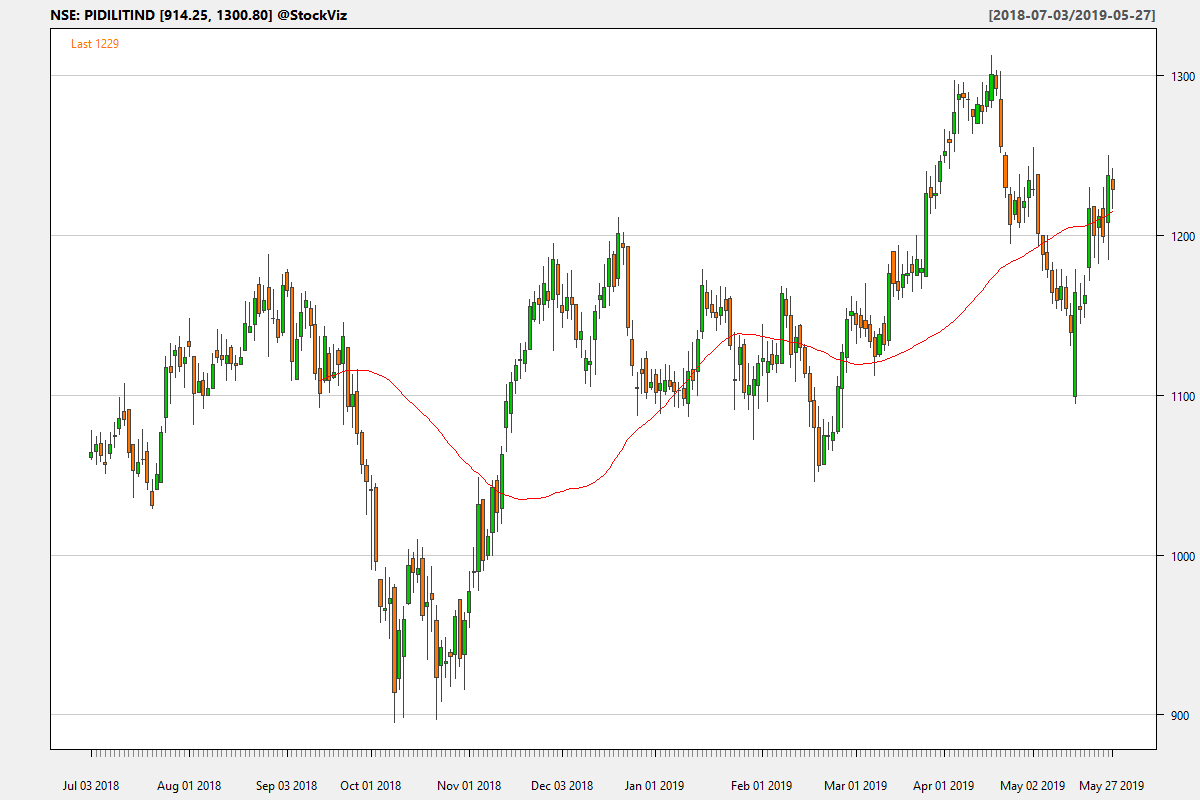 NSE: PIDILITIND [914.25, 1300.80] @StockViz
[2018-07-03/2019-05-27]
Last 1229
1300
1200
1100
1000
900
Jul 03 2018 Aug 01 2018 Sep 03 2018 Oct 01 2018 Nov 01 2018 Dec 03 2018 Jan 01 2019 Feb 01 2019 Mar 01 2019 Apr 01 2019 May 02 2019 May 27 2019